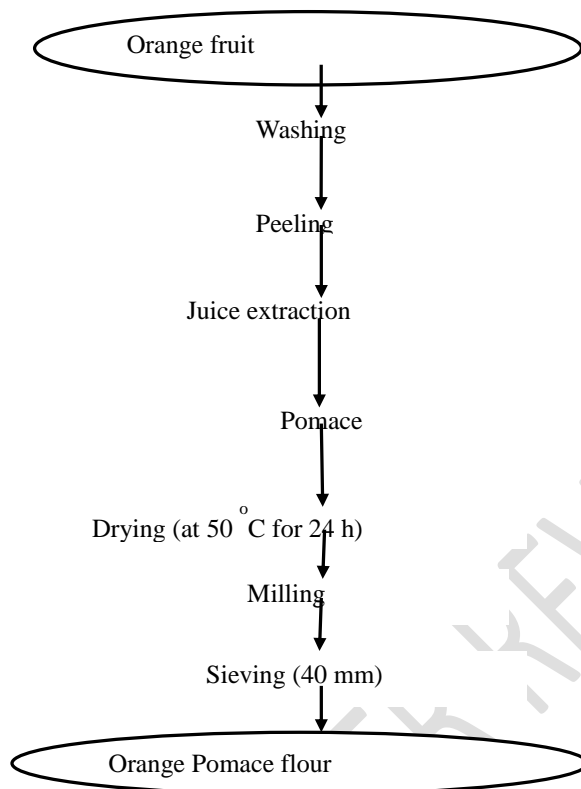 Orange fruit
Washing
Peeling
Juice extraction
Pomace
Drying (at 50 °C for 24 h)
Milling
Sieving (40 mm)
Orange Pomace flour